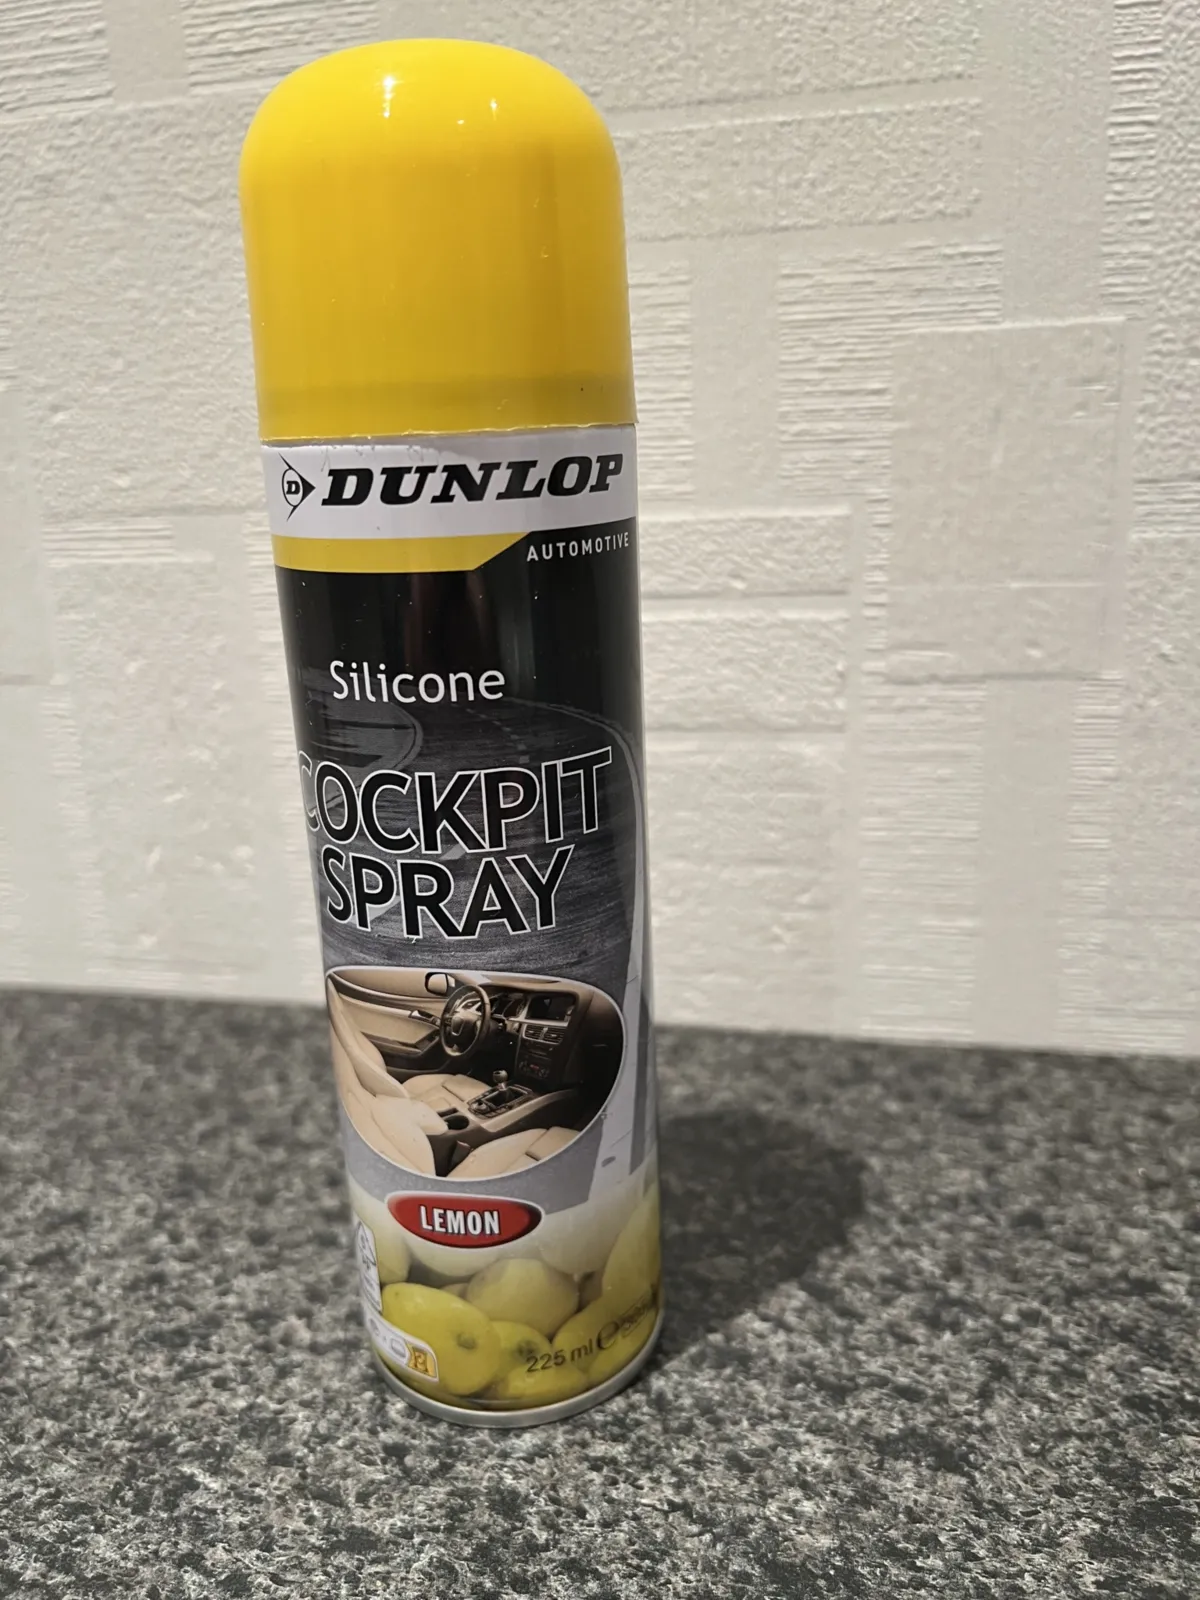 D DUNLOP
AUTOMOTIVE
Silicone
COCKPIT
SPRAY
LEMON
225 ml e